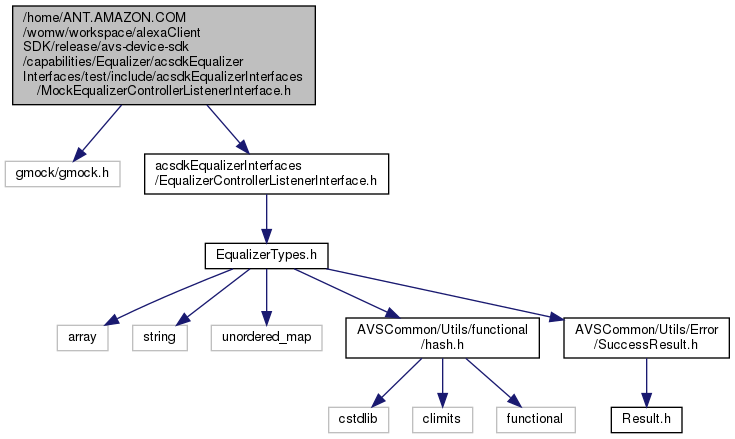 /home/ANT.AMAZON.COM
/womw/workspace/alexaClient
SDK/release/avs-device-sdk
/capabilities/Equalizer/acsdkEqualizer
Interfaces/test/include/acsdkEqualizerInterfaces
/MockEqualizerControllerListenerInterface.h
gmock/gmock.h
acsdkEqualizerInterfaces
/EqualizerControllerListenerInterface.h
EqualizerTypes.h
array
string
unordered_map
AVSCommon/Utils/functional
/hash.h
AVSCommon/Utils/Error
/SuccessResult.h
cstdlib
climits
functional
Result.h